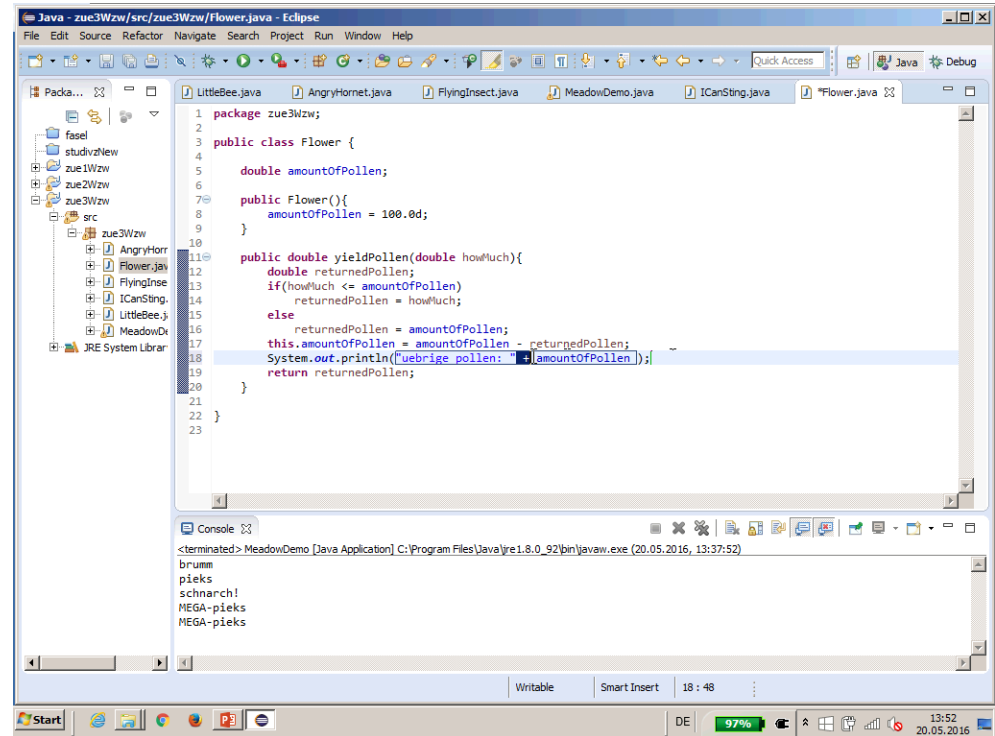 Java - zue3Wzw/src/zue3Wzw/Flower.java - Eclipse
File Edit Source Refactor Navigate Search Project Run Window Help
Quick Access Java Debug
Packa...
LittleBee.java AngryHornet.java FlyingInsect.java MeadowDemo.java ICanSting.java *Flower.java
fasel
studivzNew
zue1Wzw
zue2Wzw
zue3Wzw
src
zue3Wzw
AngryHorr
Flower.jav
FlyingInse
ICanSting.
LittleBee.ja
MeadowDe
JRE System Librar
1 package zue3Wzw;
2
3 public class Flower {
4
5 double amountOfPollen;
6
7 public Flower(){
8 amountOfPollen = 100.0d;
9 }
10
11 public double yieldPollen(double howMuch){
12 double returnedPollen;
13 if(howMuch <= amountOfPollen)
14 returnedPollen = howMuch;
15 else
16 returnedPollen = amountOfPollen;
17 this.amountOfPollen = amountOfPollen - returnedPollen;
18 System.out.println("uebrige pollen: " + amountOfPollen );
19 return returnedPollen;
20 }
21
22 }
23
Console
<terminated> MeadowDemo [Java Application] C:\Program Files\Java\jre1.8.0_92\bin\javaw.exe (20.05.2016, 13:37:52)
brumm
pieks
schnarch!
MEGA-pieks
MEGA-pieks
Writable Smart Insert 18 : 48
Start DE 97% 13:52
20.05.2016